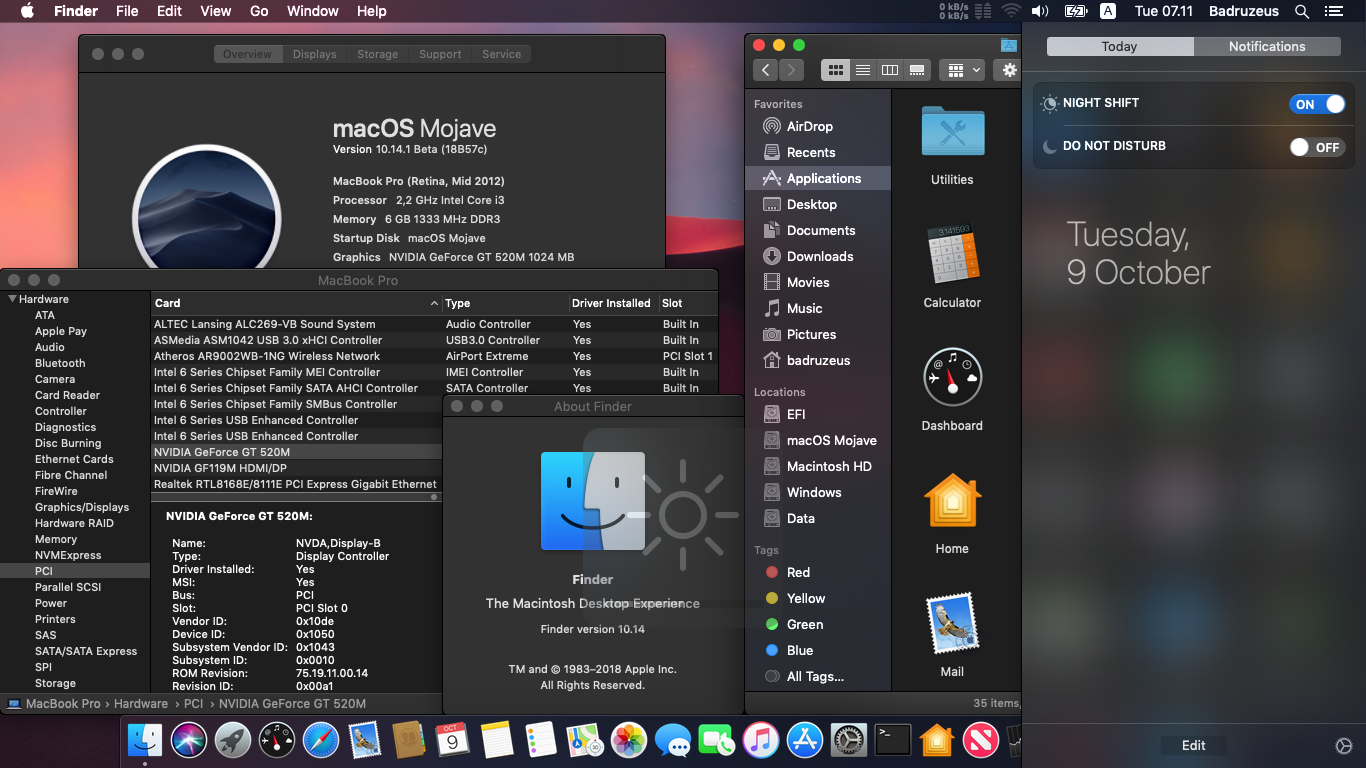 Finder File Edit View Go Window Help
0 kB/s
0 kB/s
A Tue 07.11 Badruzeus
Overview Displays Storage Support Service
macOS Mojave
Version 10.14.1 Beta (18B57c)
MacBook Pro (Retina, Mid 2012)
Processor 2,2 GHz Intel Core i3
Memory 6 GB 1333 MHz DDR3
Startup Disk macOS Mojave
Graphics NVIDIA GeForce GT 520M 1024 MB
MacBook Pro
Hardware
ATA
Apple Pay
Audio
Bluetooth
Camera
Card Reader
Controller
Diagnostics
Disc Burning
Ethernet Cards
Fibre Channel
FireWire
Graphics/Displays
Hardware RAID
Memory
NVMExpress
PCI
Parallel SCSI
Power
Printers
SAS
SATA/SATA Express
SPI
Storage
Card Type Driver Installed Slot
ALTEC Lansing ALC269-VB Sound System Audio Controller Yes Built In
ASMedia ASM1042 USB 3.0 xHCI Controller USB3.0 Controller Yes Built In
Atheros AR9002WB-1NG Wireless Network AirPort Extreme Yes PCI Slot 1
Intel 6 Series Chipset Family MEI Controller IMEI Controller Yes Built In
Intel 6 Series Chipset Family SATA AHCI Controller SATA Controller Yes Built In
Intel 6 Series Chipset Family SMBus Controller
Intel 6 Series USB Enhanced Controller
Intel 6 Series USB Enhanced Controller
NVIDIA GeForce GT 520M
NVIDIA GF119M HDMI/DP
Realtek RTL8168E/8111E PCI Express Gigabit Ethernet
NVIDIA GeForce GT 520M:
Name: NVDA,Display-B
Type: Display Controller
Driver Installed: Yes
MSI: Yes
Bus: PCI
Slot: PCI Slot 0
Vendor ID: 0x10de
Device ID: 0x1050
Subsystem Vendor ID: 0x1043
Subsystem ID: 0x0010
ROM Revision: 75.19.11.00.14
Revision ID: 0x00a1
MacBook Pro › Hardware › PCI › NVIDIA GeForce GT 520M
About Finder
Finder
The Macintosh Desktop Experience
Finder version 10.14
TM and © 1983–2018 Apple Inc.
All Rights Reserved.
Favorites
AirDrop
Recents
Applications
Desktop
Documents
Downloads
Movies
Music
Pictures
badruzeus
Locations
EFI
macOS Mojave
Macintosh HD
Windows
Data
Tags
Red
Yellow
Green
Blue
All Tags...
Utilities
3.141593
Calculator
Dashboard
Home
Mail
35 items,
Today Notifications
NIGHT SHIFT ON
DO NOT DISTURB OFF
Tuesday,
9 October
Edit
OCT
9